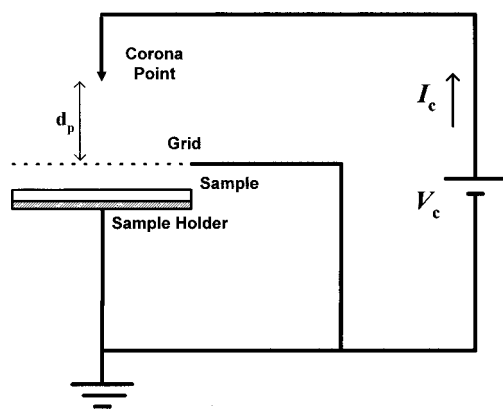 Corona
Point
d_p
I_c
Grid
Sample
V_c
Sample Holder